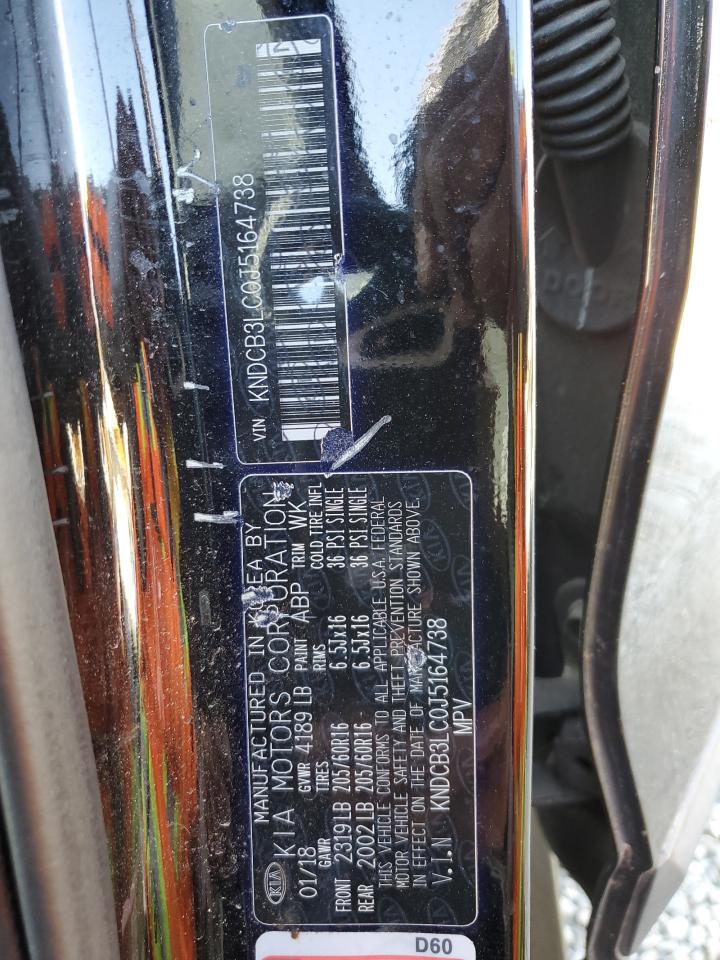 VIN KNDCB3LC0J5164738
MANUFACTURED IN KOREA BY
KIA KIA MOTORS CORPORATION
01/18 GVWR 4189 LB PAINT ABP TRIM WK
GAWR TIRES RIMS COLD TIRE INFL
FRONT 2319 LB 205/60R16 6.5Jx16 36 PSI SINGLE
REAR 2002 LB 205/60R16 6.5Jx16 36 PSI SINGLE
THIS VEHICLE CONFORMS TO ALL APPLICABLE U.S.A. FEDERAL
MOTOR VEHICLE SAFETY AND THEFT PREVENTION STANDARDS
IN EFFECT ON THE DATE OF MANUFACTURE SHOWN ABOVE.
V.I.N KNDCB3LC0J5164738
MPV
D60